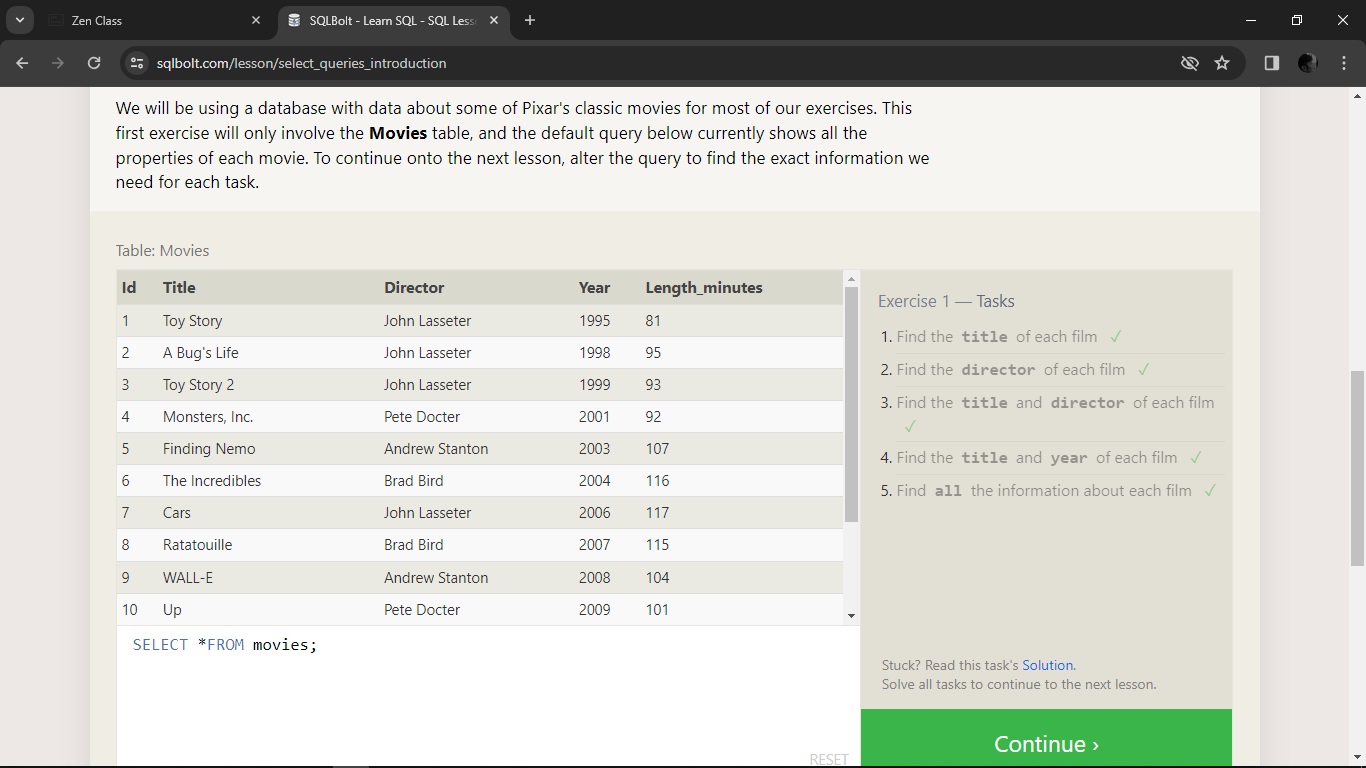 Zen Class
SQLBolt - Learn SQL - SQL Less
sqlbolt.com/lesson/select_queries_introduction
We will be using a database with data about some of Pixar's classic movies for most of our exercises. This
first exercise will only involve the Movies table, and the default query below currently shows all the
properties of each movie. To continue onto the next lesson, alter the query to find the exact information we
need for each task.
Table: Movies
Id Title Director Year Length_minutes
1 Toy Story John Lasseter 1995 81
2 A Bug's Life John Lasseter 1998 95
3 Toy Story 2 John Lasseter 1999 93
4 Monsters, Inc. Pete Docter 2001 92
5 Finding Nemo Andrew Stanton 2003 107
6 The Incredibles Brad Bird 2004 116
7 Cars John Lasseter 2006 117
8 Ratatouille Brad Bird 2007 115
9 WALL-E Andrew Stanton 2008 104
10 Up Pete Docter 2009 101
SELECT *FROM movies;
RESET
Exercise 1 — Tasks
1. Find the title of each film ✓
2. Find the director of each film ✓
3. Find the title and director of each film
✓
4. Find the title and year of each film ✓
5. Find all the information about each film ✓
Stuck? Read this task's Solution.
Solve all tasks to continue to the next lesson.
Continue ›